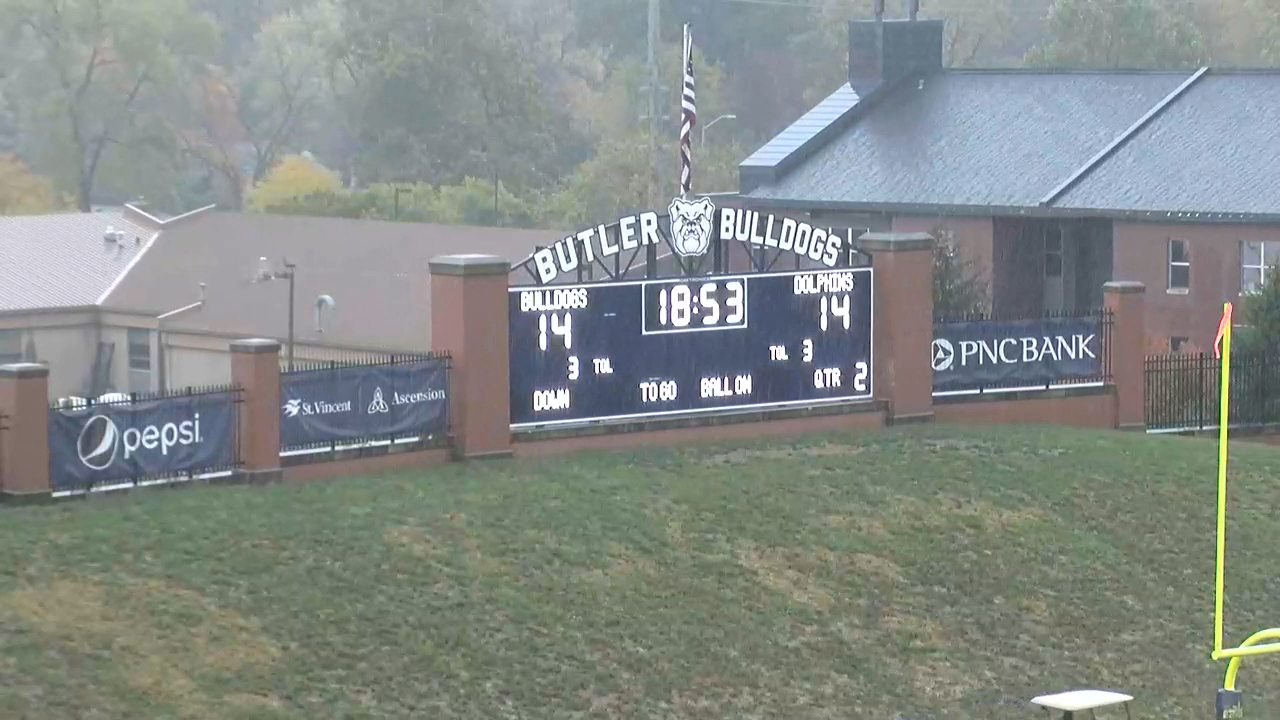 BUTLER BULLDOGS
BULLDOGS 18:53 DOLPHINS
14 14
3 TOL TOL 3
DOWN TO GO BALL ON QTR 2
pepsi
St.Vincent Ascension
PNC BANK